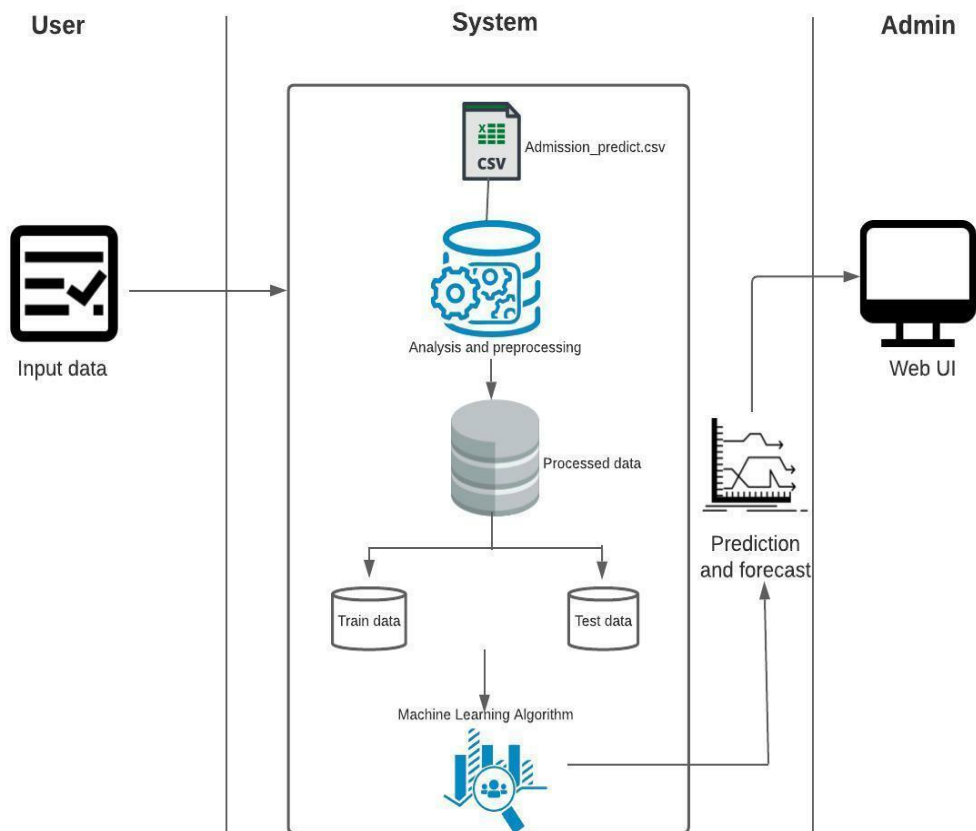 User
System
Admin
X
CSV
Admission_predict.csv
Input data
Analysis and preprocessing
Web UI
Processed data
Prediction
and forecast
Train data
Test data
Machine Learning Algorithm